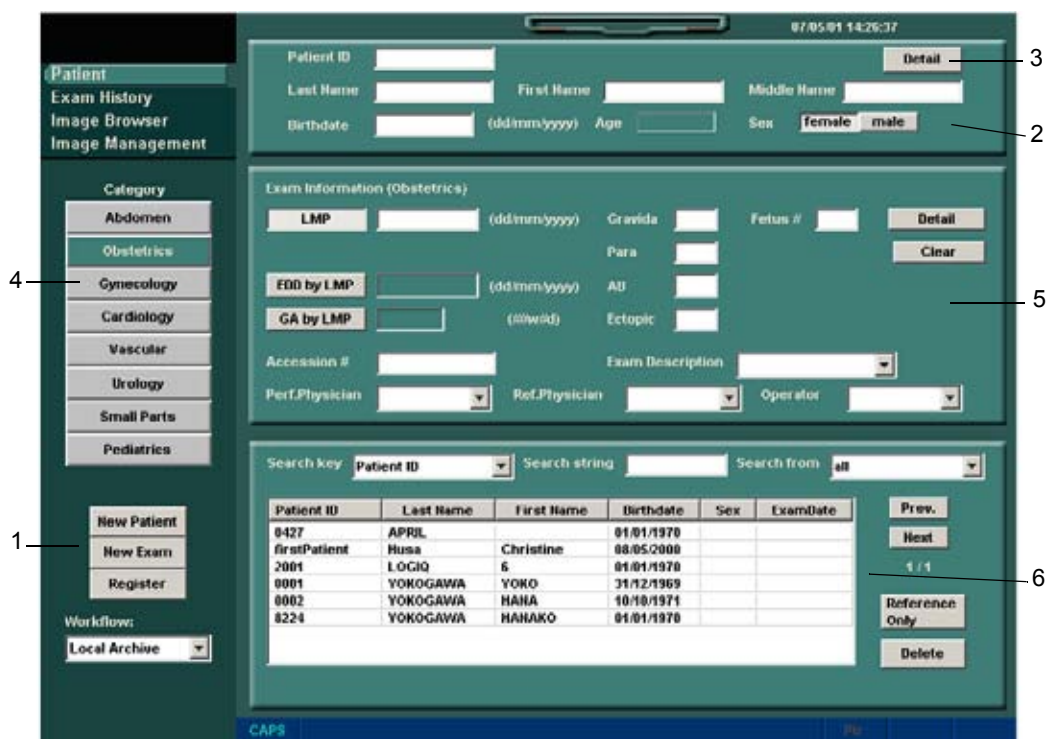 07/05/01 14:26:37
Patient
Exam History
Image Browser
Image Management
Patient ID Detail 3
Last Name First Name Middle Name
Birthdate (dd/mm/yyyy) Age Sex female male 2
Category
Abdomen
Obstetrics
4 Gynecology
Cardiology
Vascular
Urology
Small Parts
Pediatrics
1
New Patient
New Exam
Register
Workflow:
Local Archive
Exam Information (Obstetrics)
LMP (dd/mm/yyyy) Gravida Fetus # Detail
Para Clear
EDD by LMP (dd/mm/yyyy) AB 5
GA by LMP (##w#d) Ectopic
Accession # Exam Description
Perf.Physician Ref.Physician Operator
Search key Patient ID Search string Search from all
Patient ID Last Name First Name Birthdate Sex ExamDate
0427 APRIL 01/01/1970
firstPatient Husa Christine 08/05/2000
2001 LOGIQ 6 01/01/1970
0001 YOKOGAWA YOKO 31/12/1969
0002 YOKOGAWA HANA 10/10/1971
8224 YOKOGAWA HANAKO 01/01/1970
Prev.
Next
1 / 1
6
Reference
Only
Delete
CAPS